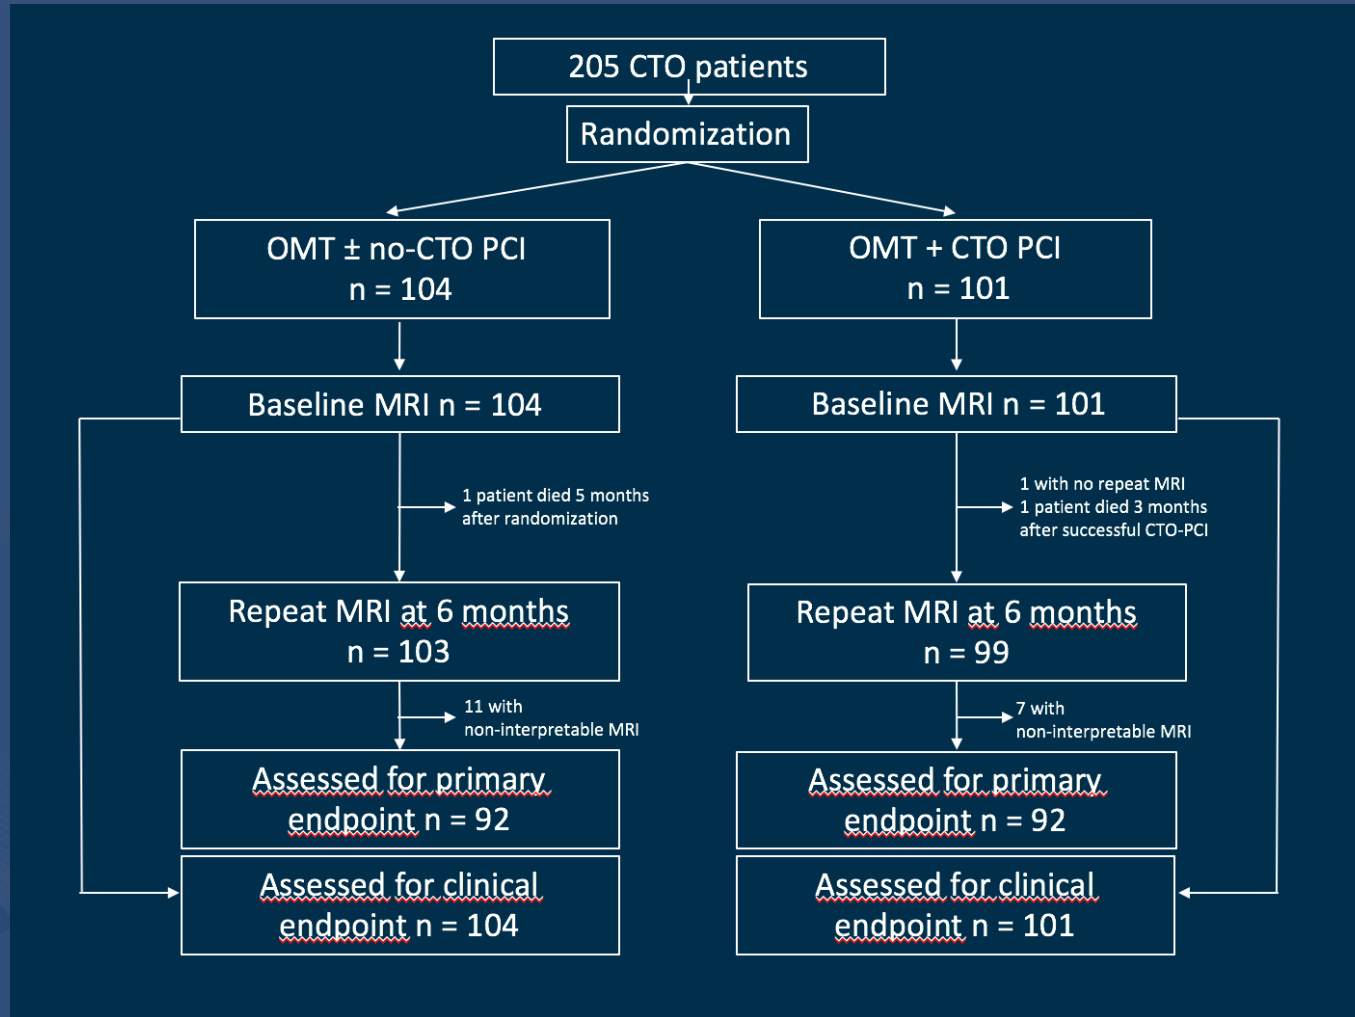 205 CTO patients
Randomization
OMT ± no-CTO PCI
n = 104
OMT + CTO PCI
n = 101
Baseline MRI n = 104
Baseline MRI n = 101
1 patient died 5 months
after randomization
1 with no repeat MRI
1 patient died 3 months
after successful CTO-PCI
Repeat MRI at 6 months
n = 103
Repeat MRI at 6 months
n = 99
11 with
non-interpretable MRI
7 with
non-interpretable MRI
Assessed for primary
endpoint n = 92
Assessed for primary
endpoint n = 92
Assessed for clinical
endpoint n = 104
Assessed for clinical
endpoint n = 101